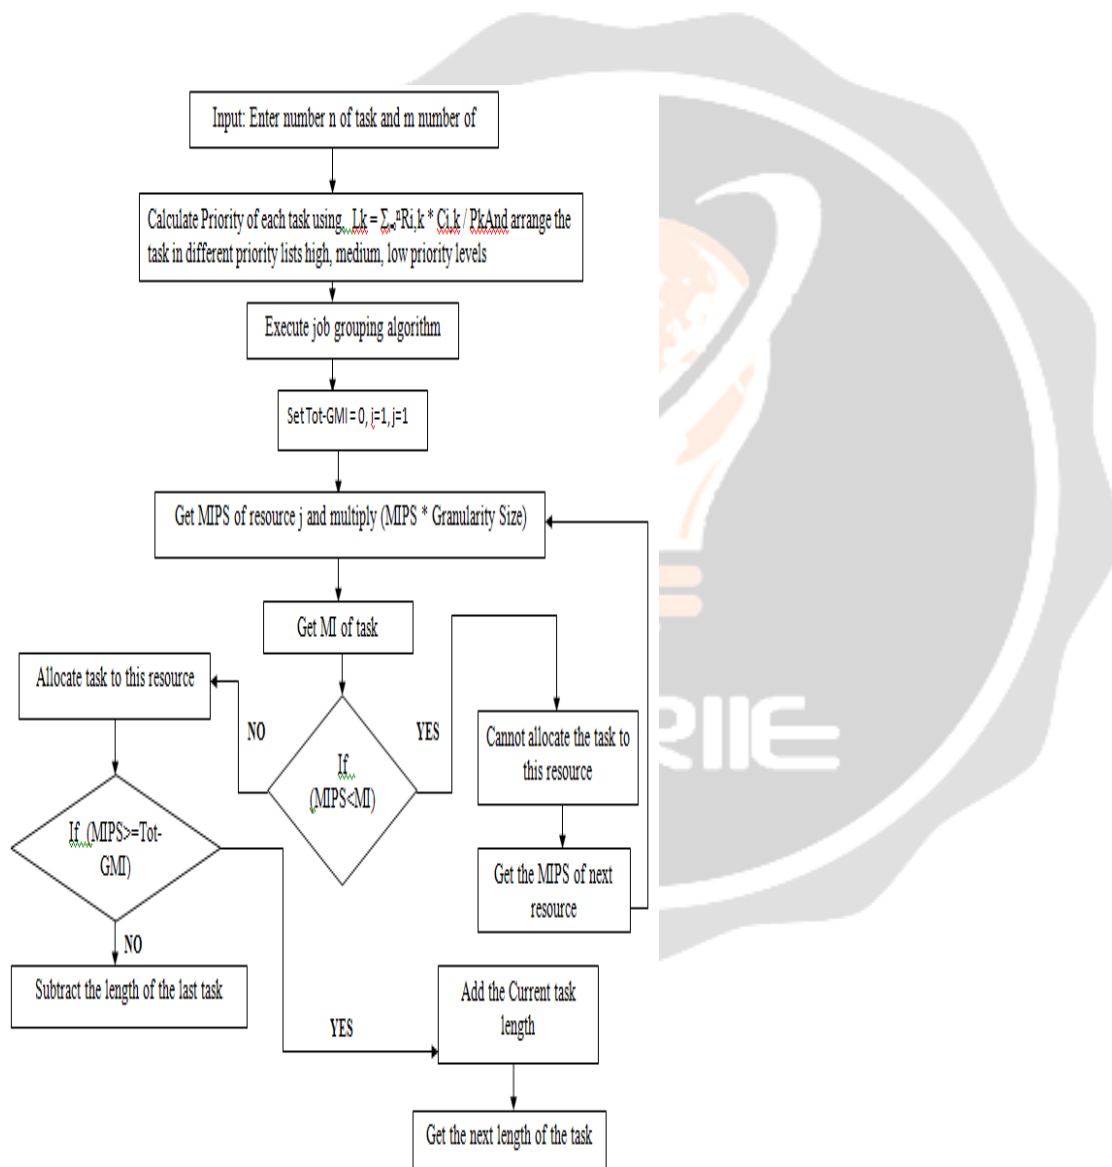 Input: Enter number n of task and m number of
Calculate Priority of each task using, Lk = Σi=0ⁿRi,k * Ci,k / PkAnd arrange the
task in different priority lists high, medium, low priority levels
Execute job grouping algorithm
Set Tot-GMI = 0, i=1, j=1
Get MIPS of resource j and multiply (MIPS * Granularity Size)
Get MI of task
Allocate task to this resource
NO
YES
If
(MIPS<MI)
Cannot allocate the task to
this resource
If (MIPS>=Tot-
GMI)
Get the MIPS of next
resource
NO
Subtract the length of the last task
YES
Add the Current task
length
Get the next length of the task
RIIE